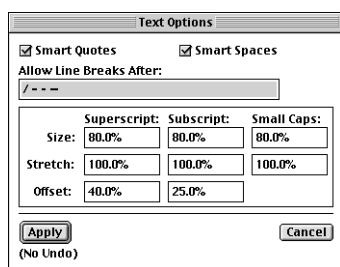 Text Options
Smart Quotes Smart Spaces
Allow Line Breaks After:
/ - – —
Superscript: Subscript: Small Caps:
Size: 80.0% 80.0% 80.0%
Stretch: 100.0% 100.0% 100.0%
Offset: 40.0% 25.0%
Apply Cancel
(No Undo)